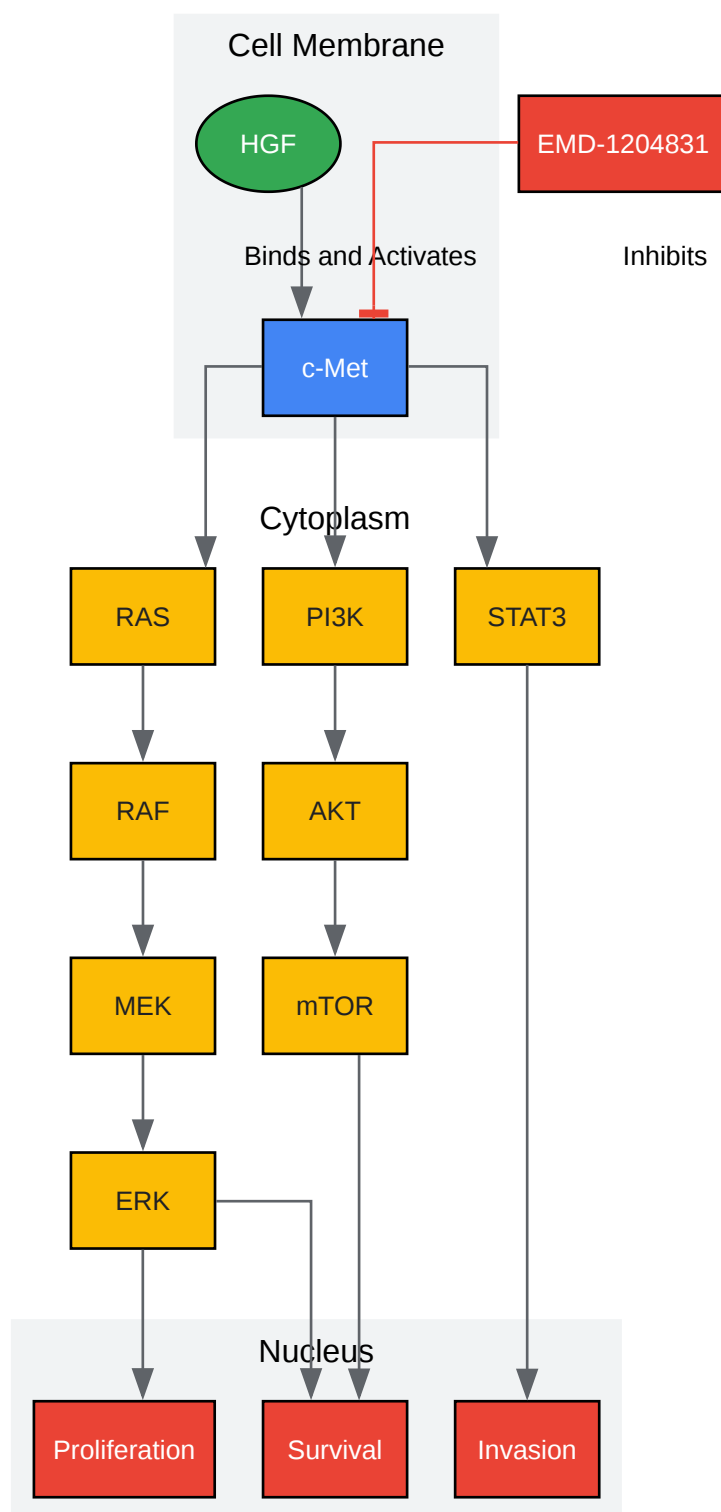 Cell Membrane
HGF
EMD-1204831
Binds and Activates
Inhibits
c-Met
Cytoplasm
RAS
PI3K
STAT3
RAF
AKT
MEK
mTOR
ERK
Nucleus
Proliferation
Survival
Invasion